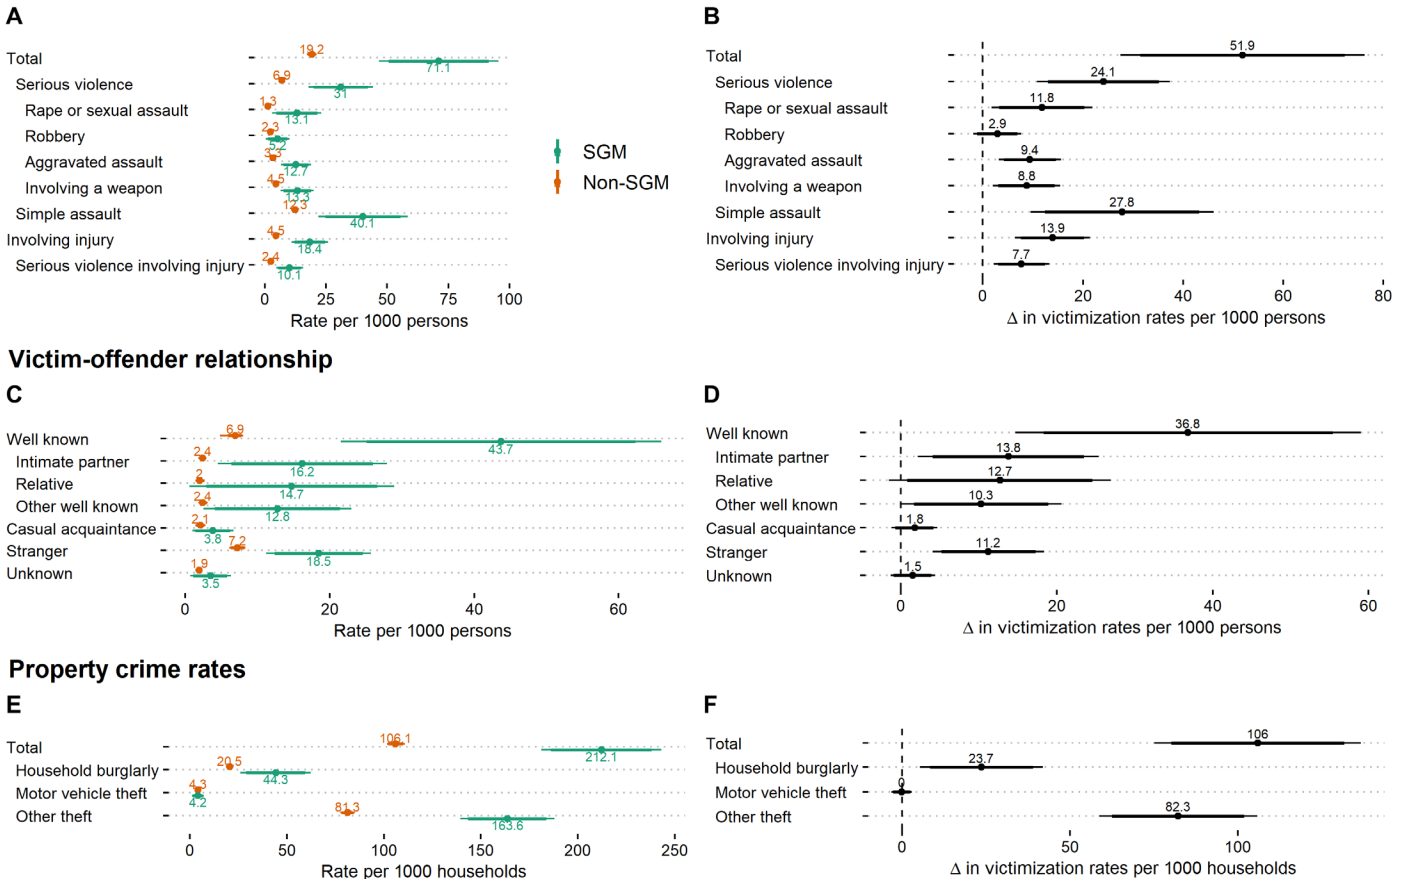 A
Total
Serious violence
Rape or sexual assault
Robbery
Aggravated assault
Involving a weapon
Simple assault
Involving injury
Serious violence involving injury
19.2
71.1
6.9
31
1.3
13.1
2.3
5.2
3.3
12.7
4.5
13.3
12.3
40.1
4.5
18.4
2.4
10.1
0 25 50 75 100
Rate per 1000 persons
SGM
Non-SGM
B
Total
Serious violence
Rape or sexual assault
Robbery
Aggravated assault
Involving a weapon
Simple assault
Involving injury
Serious violence involving injury
51.9
24.1
11.8
2.9
9.4
8.8
27.8
13.9
7.7
0 20 40 60 80
Δ in victimization rates per 1000 persons
Victim-offender relationship
C
Well known
Intimate partner
Relative
Other well known
Casual acquaintance
Stranger
Unknown
6.9
43.7
2.4
16.2
2
14.7
2.4
12.8
2.1
3.8
7.2
18.5
1.9
3.5
0 20 40 60
Rate per 1000 persons
D
Well known
Intimate partner
Relative
Other well known
Casual acquaintance
Stranger
Unknown
36.8
13.8
12.7
10.3
1.8
11.2
1.5
0 20 40 60
Δ in victimization rates per 1000 persons
Property crime rates
E
Total
Household burglarly
Motor vehicle theft
Other theft
106.1
212.1
20.5
44.3
4.3
4.2
81.3
163.6
0 50 100 150 200 250
Rate per 1000 households
F
Total
Household burglarly
Motor vehicle theft
Other theft
106
23.7
0
82.3
0 50 100
Δ in victimization rates per 1000 households